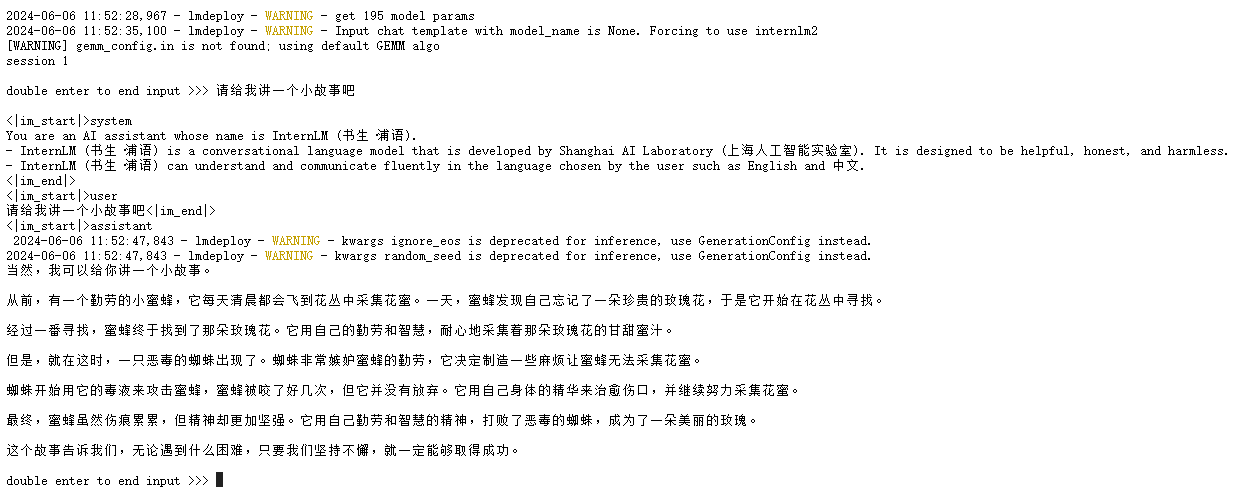 2024-06-06 11:52:28,967 - lmdeploy - WARNING - get 195 model params
2024-06-06 11:52:35,100 - lmdeploy - WARNING - Input chat template with model_name is None. Forcing to use internlm2
[WARNING] gemm_config.in is not found; using default GEMM algo
session 1
double enter to end input >>> 请给我讲一个小故事吧
<|im_start|>system
You are an AI assistant whose name is InternLM (书生·浦语).
- InternLM (书生·浦语) is a conversational language model that is developed by Shanghai AI Laboratory (上海人工智能实验室). It is designed to be helpful, honest, and harmless.
- InternLM (书生·浦语) can understand and communicate fluently in the language chosen by the user such as English and 中文.
<|im_end|>
<|im_start|>user
请给我讲一个小故事吧<|im_end|>
<|im_start|>assistant
2024-06-06 11:52:47,843 - lmdeploy - WARNING - kwargs ignore_eos is deprecated for inference, use GenerationConfig instead.
2024-06-06 11:52:47,843 - lmdeploy - WARNING - kwargs random_seed is deprecated for inference, use GenerationConfig instead.
当然，我可以给你讲一个小故事。
从前，有一个勤劳的小蜜蜂，它每天清晨都会飞到花丛中采集花蜜。一天，蜜蜂发现自己忘记了一朵珍贵的玫瑰花，于是它开始在花丛中寻找。
经过一番寻找，蜜蜂终于找到了那朵玫瑰花。它用自己的勤劳和智慧，耐心地采集着那朵玫瑰花的甘甜蜜汁。
但是，就在这时，一只恶毒的蜘蛛出现了。蜘蛛非常嫉妒蜜蜂的勤劳，它决定制造一些麻烦让蜜蜂无法采集花蜜。
蜘蛛开始用它的毒液来攻击蜜蜂，蜜蜂被咬了好几次，但它并没有放弃。它用自己身体的精华来治愈伤口，并继续努力采集花蜜。
最终，蜜蜂虽然伤痕累累，但精神却更加坚强。它用自己勤劳和智慧的精神，打败了恶毒的蜘蛛，成为了一朵美丽的玫瑰。
这个故事告诉我们，无论遇到什么困难，只要我们坚持不懈，就一定能够取得成功。
double enter to end input >>>